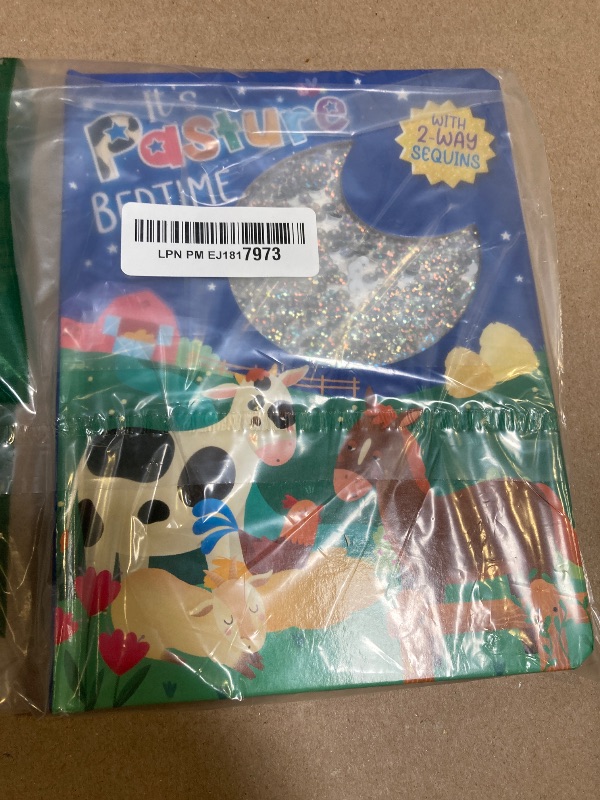 It's
Pasture
BEDTIME
WITH
2-WAY
SEQUINS
LPN PM EJ1817973